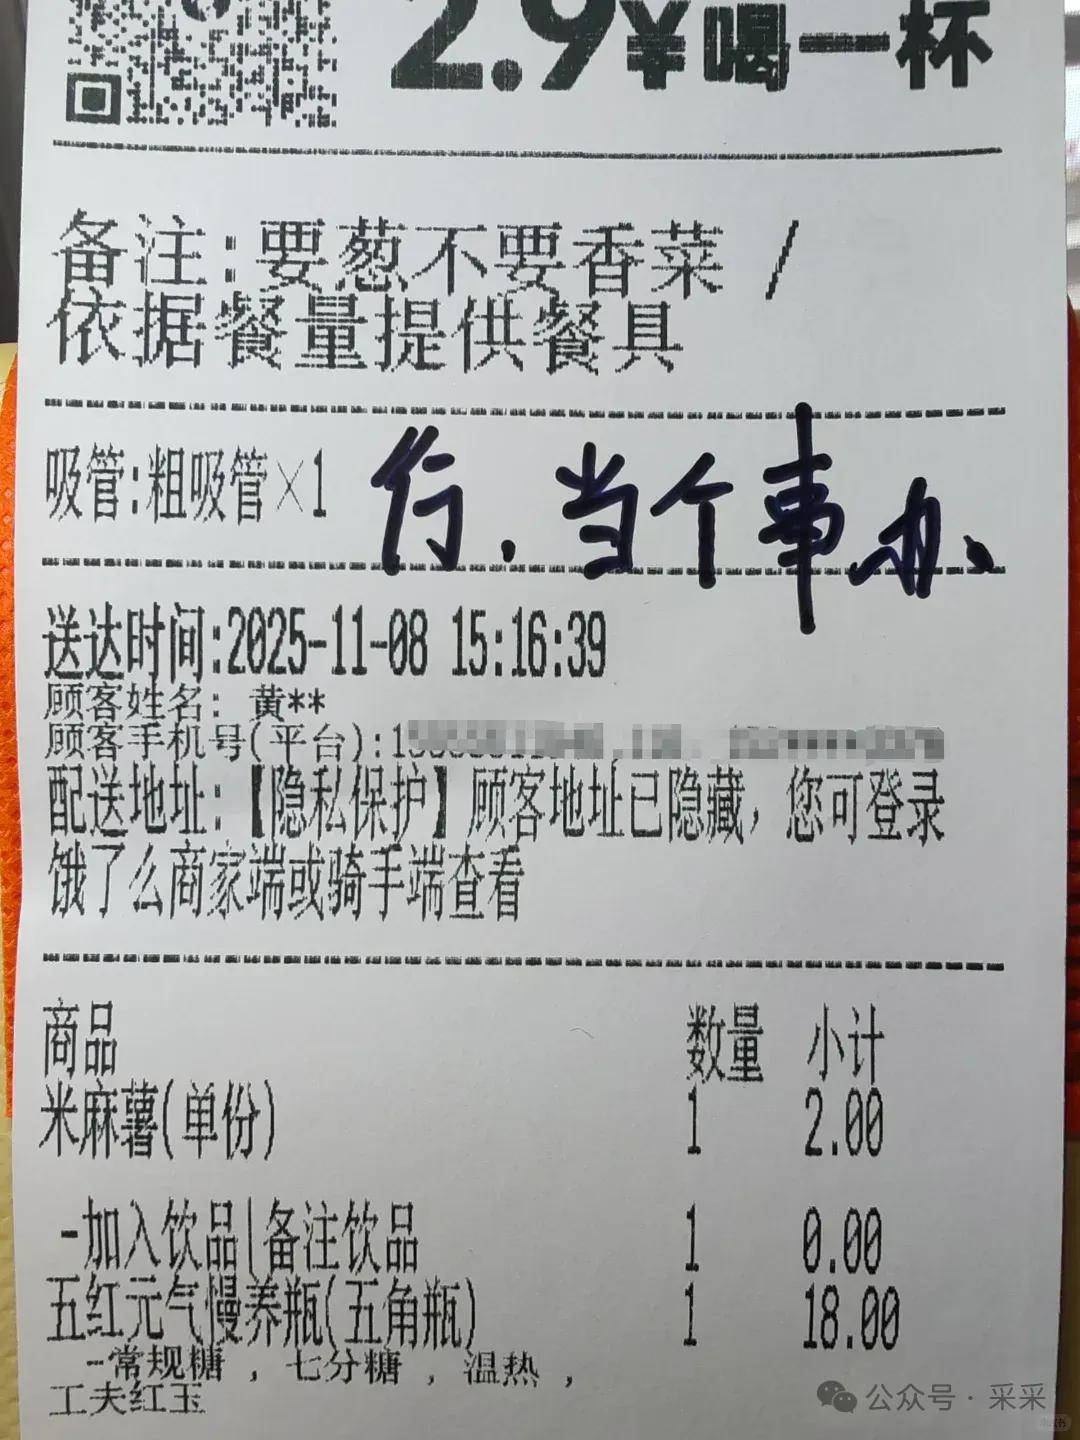 2.9¥喝一杯
备注:要葱不要香菜 /
依据餐量提供餐具
吸管:粗吸管×1
行.当个事办、
送达时间:2025-11-08 15:16:39
顾客姓名: 黄**
顾客手机号(平台):1
配送地址:【隐私保护】顾客地址已隐藏, 您可登录
饿了么商家端或骑手端查看
商品 数量 小计
米麻薯(单份) 1 2.00
-加入饮品|备注饮品 1 0.00
五红元气慢养瓶(五角瓶) 1 18.00
-常规糖 , 七分糖 , 温热 ,
工夫红玉
公众号 · 采采